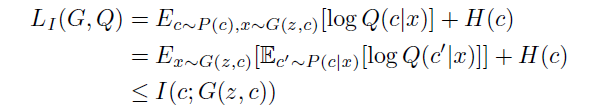 L_I(G, Q) = E_{c∼P(c),x∼G(z,c)}[log Q(c|x)] + H(c)
= E_{x∼G(z,c)}[𝔼_{c′∼P(c|x)}[log Q(c′|x)]] + H(c)
≤ I(c; G(z, c))